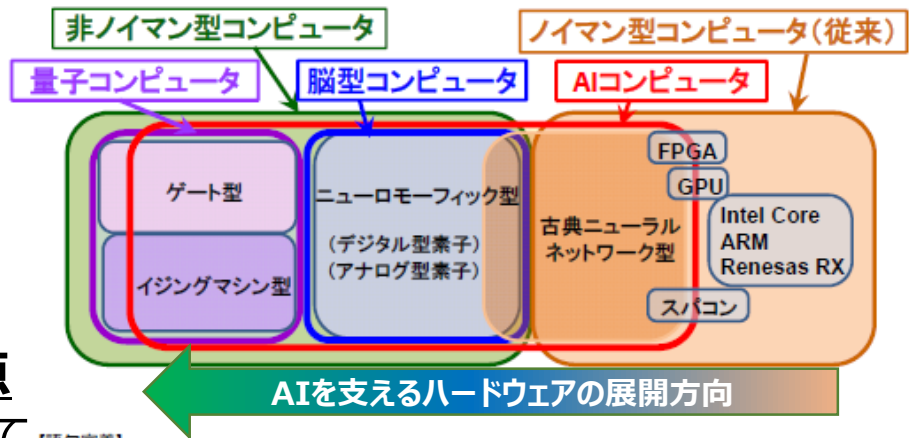 非ノイマン型コンピュータ
ノイマン型コンピュータ(従来)
量子コンピュータ
脳型コンピュータ
AIコンピュータ
ゲート型
イジングマシン型
ニューロモーフィック型
(デジタル型素子)
(アナログ型素子)
古典ニューラル
ネットワーク型
FPGA
GPU
Intel Core
ARM
Renesas RX
スパコン
AIを支えるハードウェアの展開方向
て